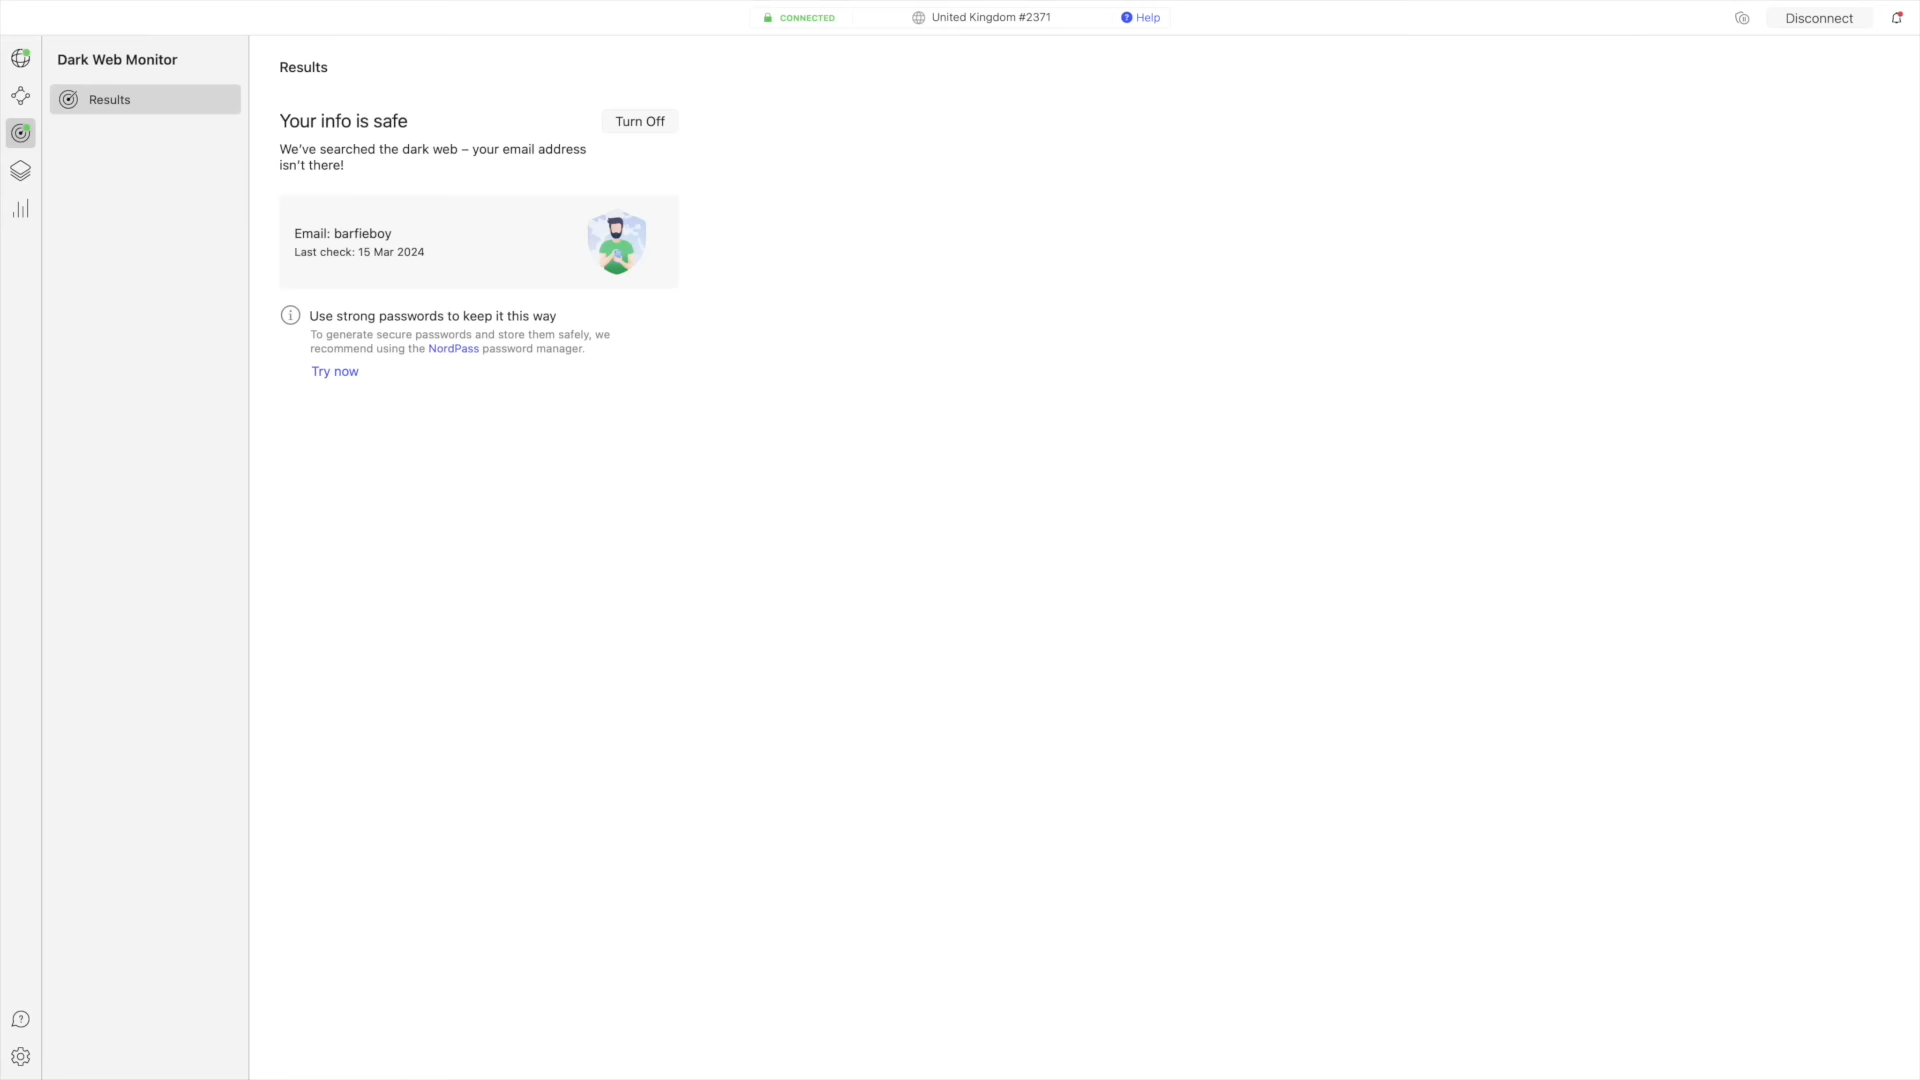 CONNECTED
United Kingdom #2371
Help
Disconnect
Dark Web Monitor
Results
Results
Your info is safe
Turn Off
We've searched the dark web – your email address
isn't there!
Email: barfieboy
Last check: 15 Mar 2024
Use strong passwords to keep it this way
To generate secure passwords and store them safely, we
recommend using the NordPass password manager.
Try now